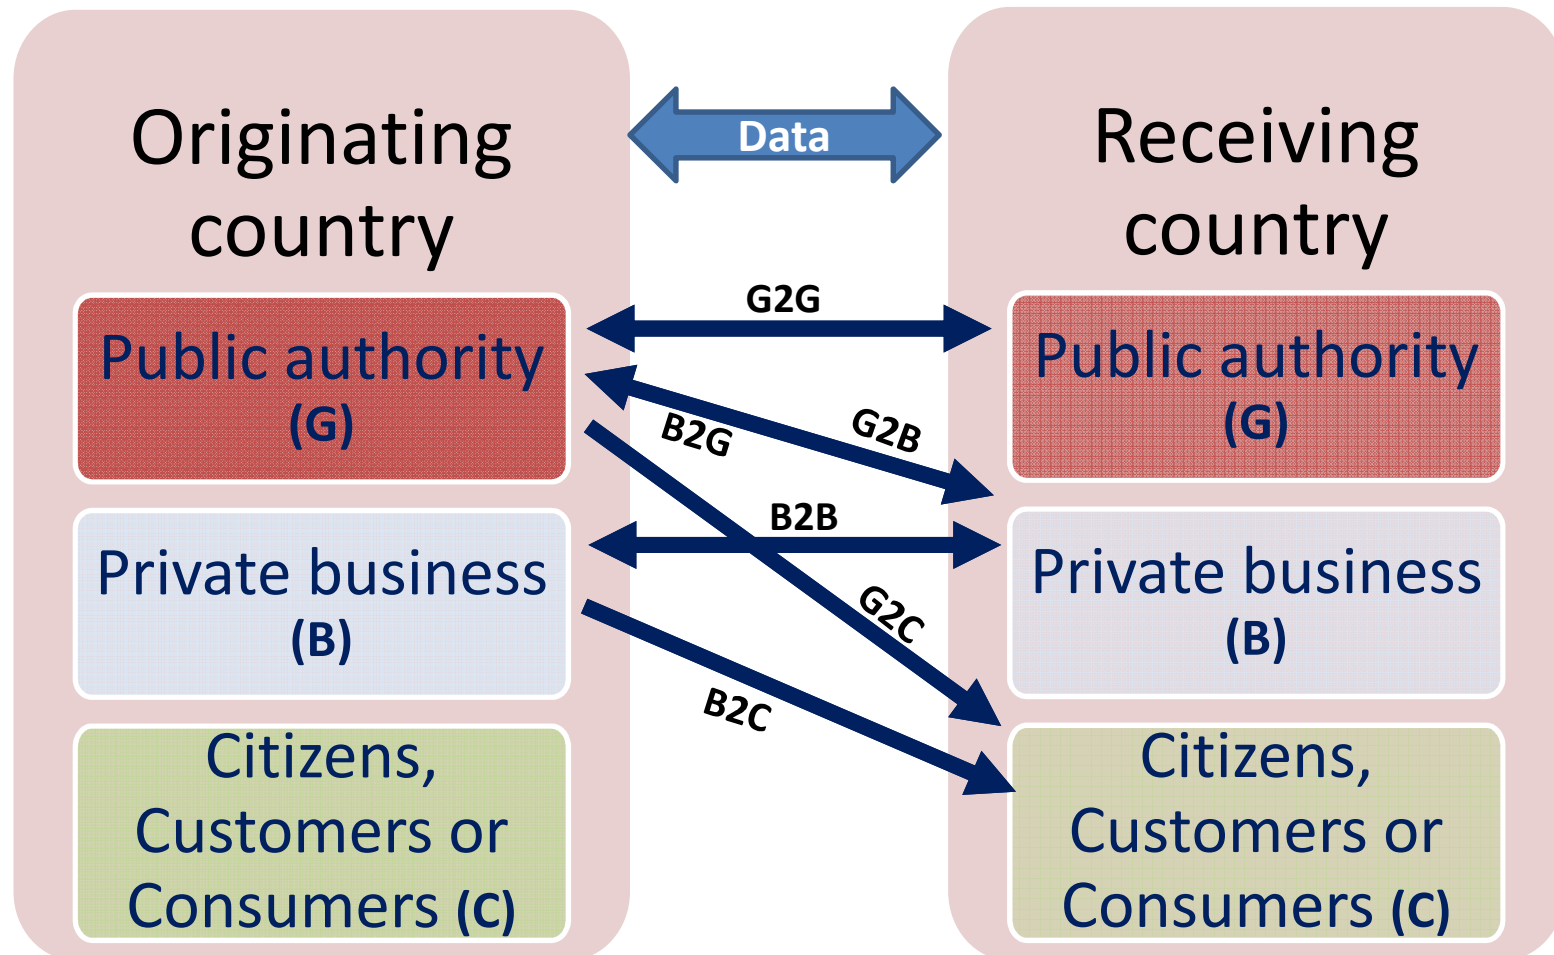 Originating
country
Data
Receiving
country
Public authority
(G)
Private business
(B)
Citizens,
Customers or
Consumers (C)
G2G
B2G
G2B
B2B
G2C
B2C
Public authority
(G)
Private business
(B)
Citizens,
Customers or
Consumers (C)